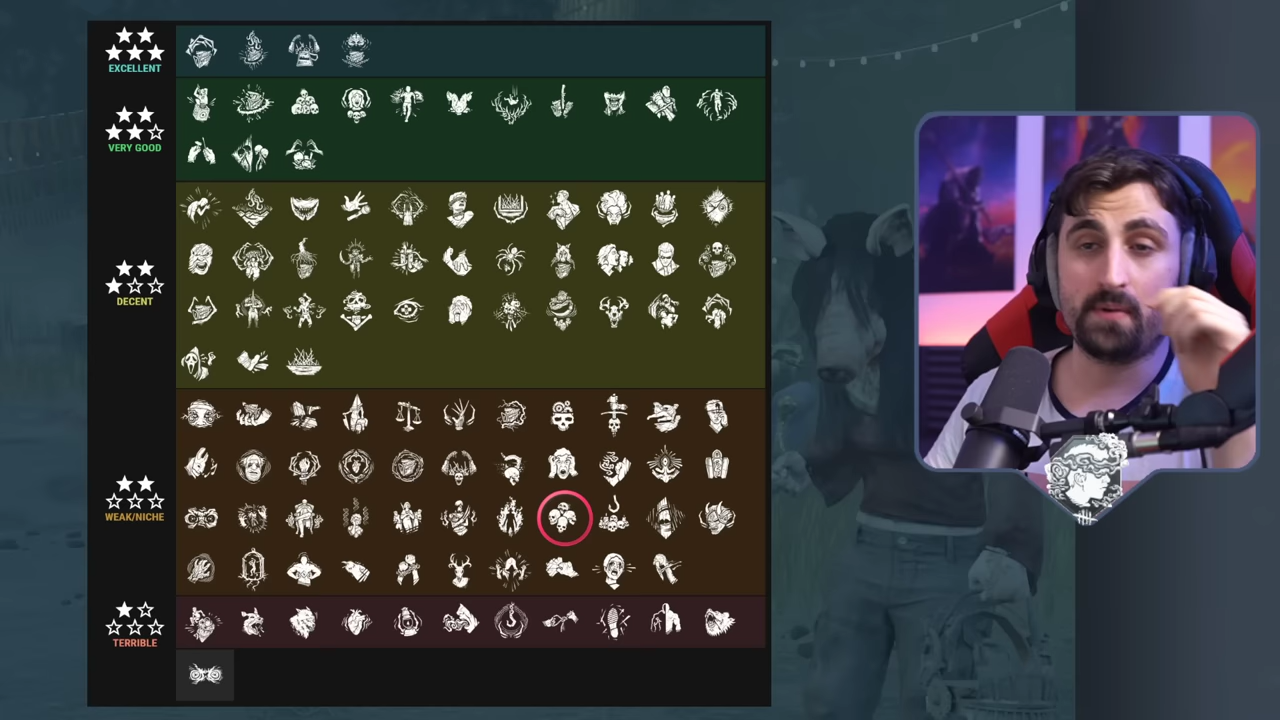 EXCELLENT
VERY GOOD
DECENT
WEAK/NICHE
TERRIBLE